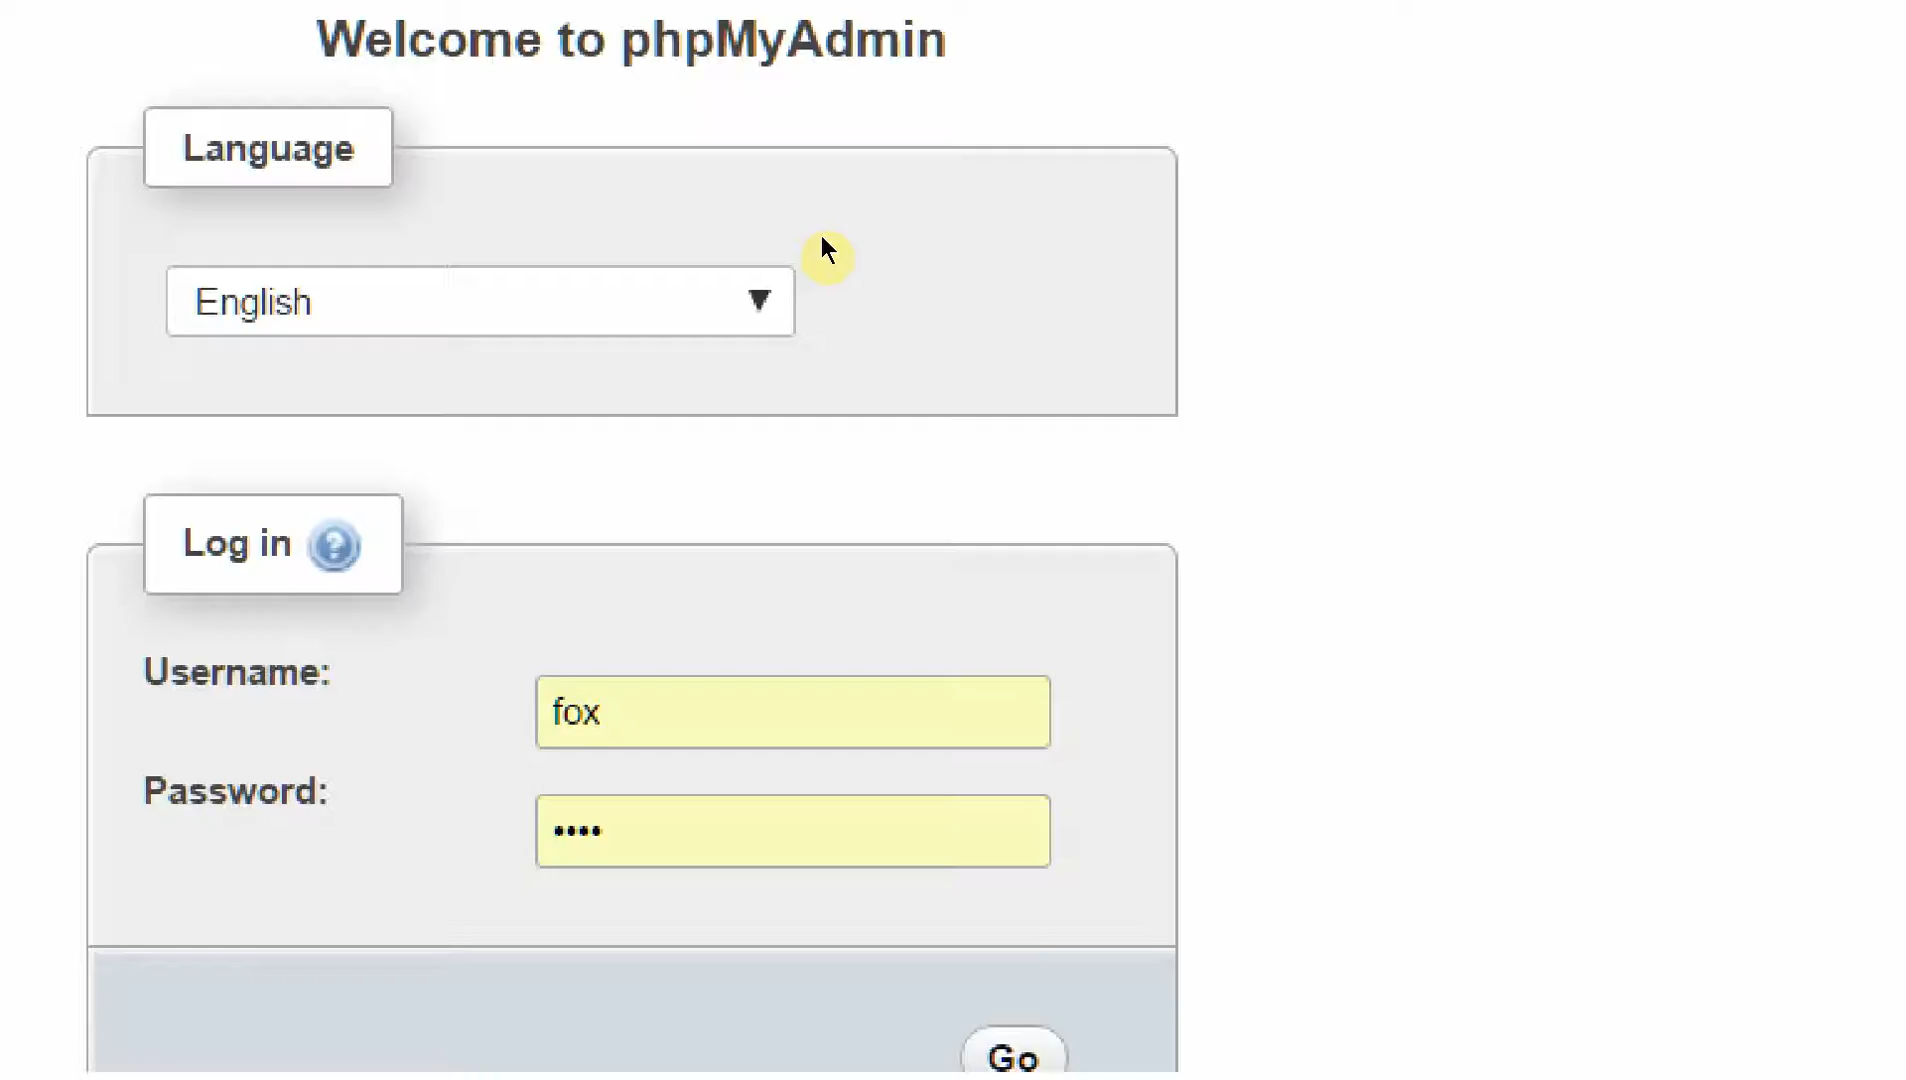 Welcome to phpMyAdmin
Language
English
Log in
Username:
fox
Password:
••••
Go